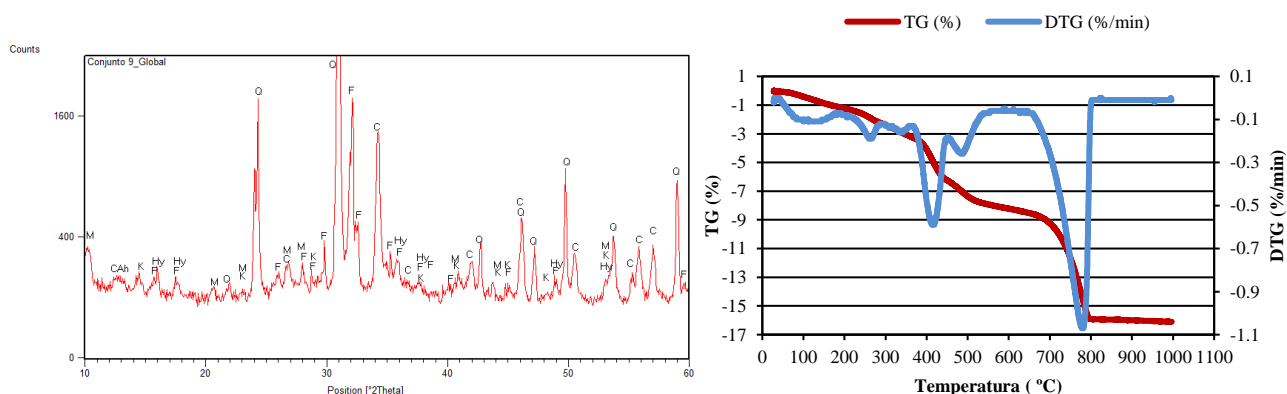 Counts
Conjunto 9_Global
1600
400
0
10
20
30
40
50
60
Position [°2Theta]
M
CAh
K
Hy
F
Hy
F
M
Q
M
K
Q
F
M
C
M
F
K
F
F
Q
F
F
C
F
Hy
F
C
Hy
F
F
K
F
M
K
C
Q
M
K
K
F
C
Q
Q
K
Hy
F
Q
C
M
K
Hy
Q
C
C
C
Q
F
TG (%)
DTG (%/min)
TG (%)
1
-1
-3
-5
-7
-9
-11
-13
-15
-17
0.1
-0.1
-0.3
-0.5
-0.7
-0.9
-1.1
DTG (%/min)
0 100 200 300 400 500 600 700 800 900 1000 1100
Temperatura ( ºC)